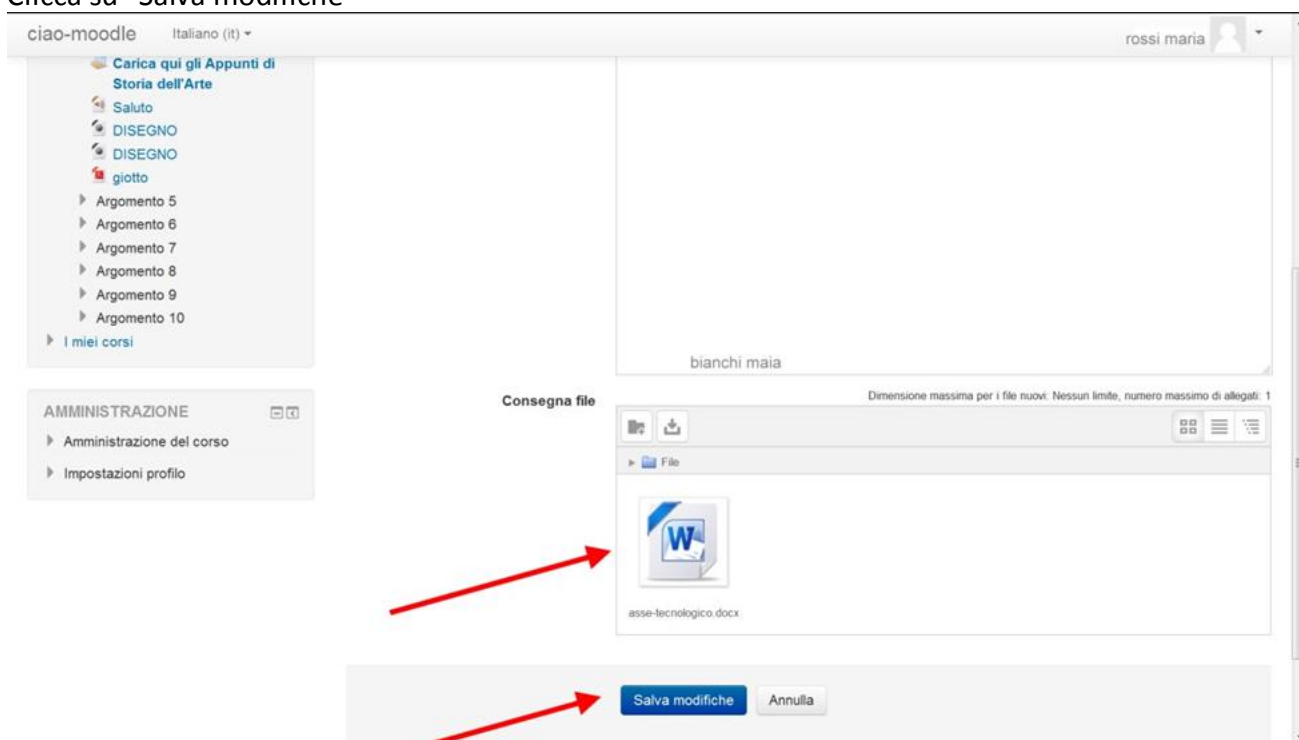 Clicca su "Salva modifiche"
ciao-moodle Italiano (it)
rossi maria
Carica qui gli Appunti di
Storia dell'Arte
Saluto
DISEGNO
DISEGNO
giotto
Argomento 5
Argomento 6
Argomento 7
Argomento 8
Argomento 9
Argomento 10
I miei corsi
AMMINISTRAZIONE
Amministrazione del corso
Impostazioni profilo
bianchi maia
Consegna file
Dimensione massima per i file nuovi: Nessun limite, numero massimo di allegati: 1
File
W
asse-tecnologico.docx
Salva modifiche
Annulla